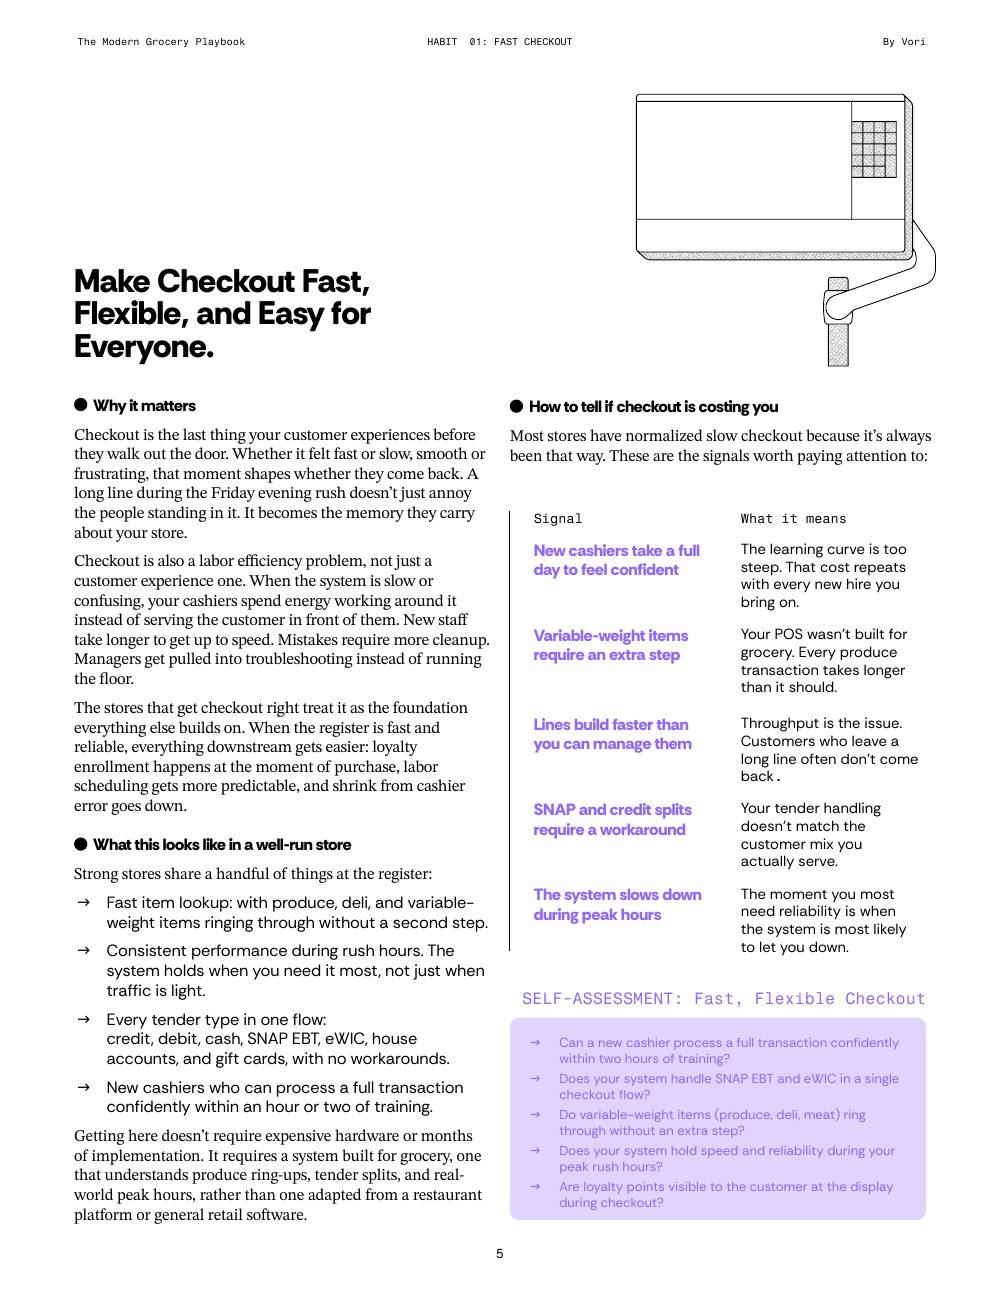 The Modern Grocery Playbook
HABIT  01: FAST CHECKOUT
By Vori
Make Checkout Fast,
Flexible, and Easy for
Everyone.
● Why it matters
Checkout is the last thing your customer experiences before
they walk out the door. Whether it felt fast or slow, smooth or
frustrating, that moment shapes whether they come back. A
long line during the Friday evening rush doesn’t just annoy
the people standing in it. It becomes the memory they carry
about your store.
Checkout is also a labor efficiency problem, not just a
customer experience one. When the system is slow or
confusing, your cashiers spend energy working around it
instead of serving the customer in front of them. New staff
take longer to get up to speed. Mistakes require more cleanup.
Managers get pulled into troubleshooting instead of running
the floor.
The stores that get checkout right treat it as the foundation
everything else builds on. When the register is fast and
reliable, everything downstream gets easier: loyalty
enrollment happens at the moment of purchase, labor
scheduling gets more predictable, and shrink from cashier
error goes down.
● What this looks like in a well-run store
Strong stores share a handful of things at the register:
→ Fast item lookup: with produce, deli, and variable-
weight items ringing through without a second step.
→ Consistent performance during rush hours. The
system holds when you need it most, not just when
traffic is light.
→ Every tender type in one flow:
credit, debit, cash, SNAP EBT, eWIC, house
accounts, and gift cards, with no workarounds.
→ New cashiers who can process a full transaction
confidently within an hour or two of training.
Getting here doesn’t require expensive hardware or months
of implementation. It requires a system built for grocery, one
that understands produce ring-ups, tender splits, and real-
world peak hours, rather than one adapted from a restaurant
platform or general retail software.
● How to tell if checkout is costing you
Most stores have normalized slow checkout because it’s always
been that way. These are the signals worth paying attention to:
Signal
What it means
New cashiers take a full
day to feel confident
The learning curve is too
steep. That cost repeats
with every new hire you
bring on.
Variable-weight items
require an extra step
Your POS wasn’t built for
grocery. Every produce
transaction takes longer
than it should.
Lines build faster than
you can manage them
Throughput is the issue.
Customers who leave a
long line often don’t come
back.
SNAP and credit splits
require a workaround
Your tender handling
doesn’t match the
customer mix you
actually serve.
The system slows down
during peak hours
The moment you most
need reliability is when
the system is most likely
to let you down.
SELF-ASSESSMENT: Fast, Flexible Checkout
→ Can a new cashier process a full transaction confidently
within two hours of training?
→ Does your system handle SNAP EBT and eWIC in a single
checkout flow?
→ Do variable-weight items (produce, deli, meat) ring
through without an extra step?
→ Does your system hold speed and reliability during your
peak rush hours?
→ Are loyalty points visible to the customer at the display
during checkout?
5